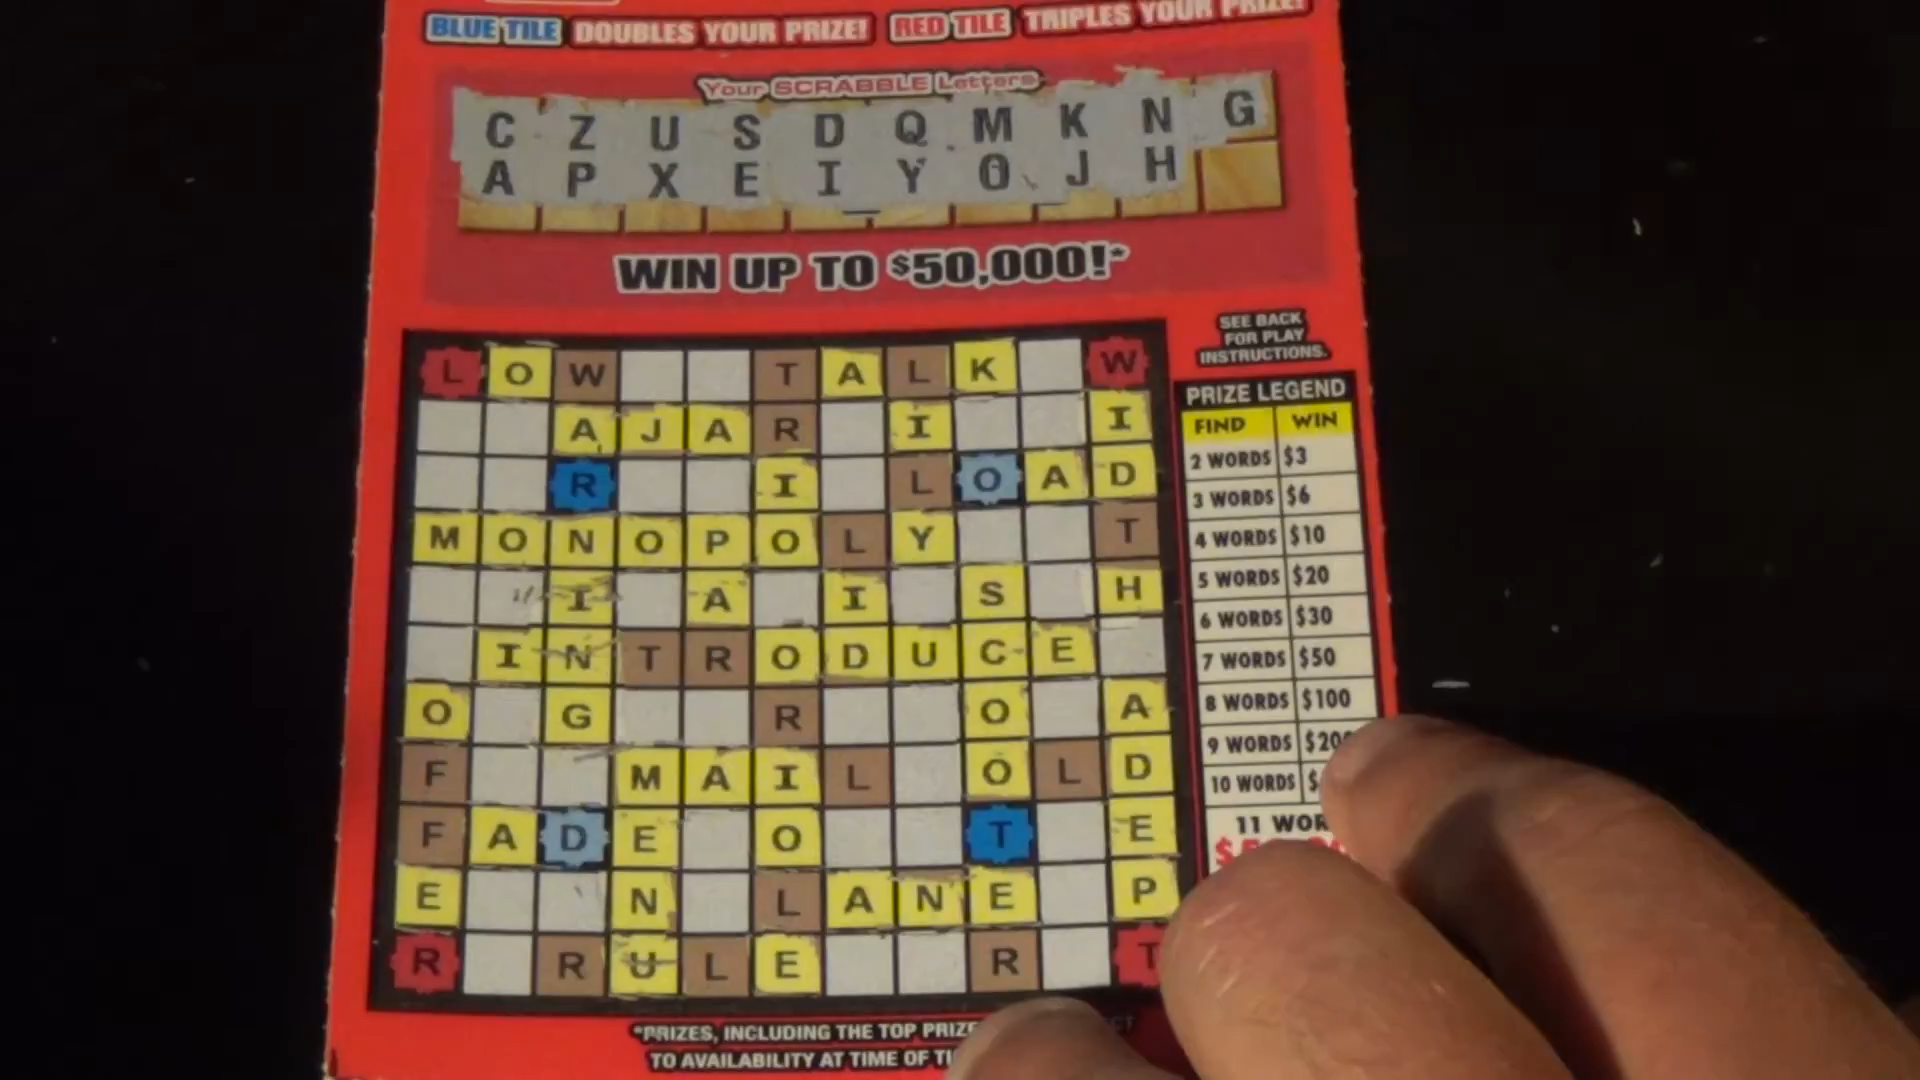 BLUE TILE DOUBLES YOUR PRIZE! RED TILE TRIPLES YOUR PRIZE!
Your SCRABBLE Letters
C Z U S D Q M K N G
A P X E I Y O J H
WIN UP TO $50,000!*
SEE BACK
FOR PLAY
INSTRUCTIONS.
L O W T A L K W
A J A R I I
R I L O A D
M O N O P O L Y T
I A I S H
I N T R O D U C E
O G R O A
F M A I L O L D
F A D E O T E
E N L A N E P
R R U L E R T
PRIZE LEGEND
FIND WIN
2 WORDS $3
3 WORDS $6
4 WORDS $10
5 WORDS $20
6 WORDS $30
7 WORDS $50
8 WORDS $100
9 WORDS
10 WORDS
11
*PRIZES, INCLUDING THE TOP
TO AVAILABILITY AT TIME OF